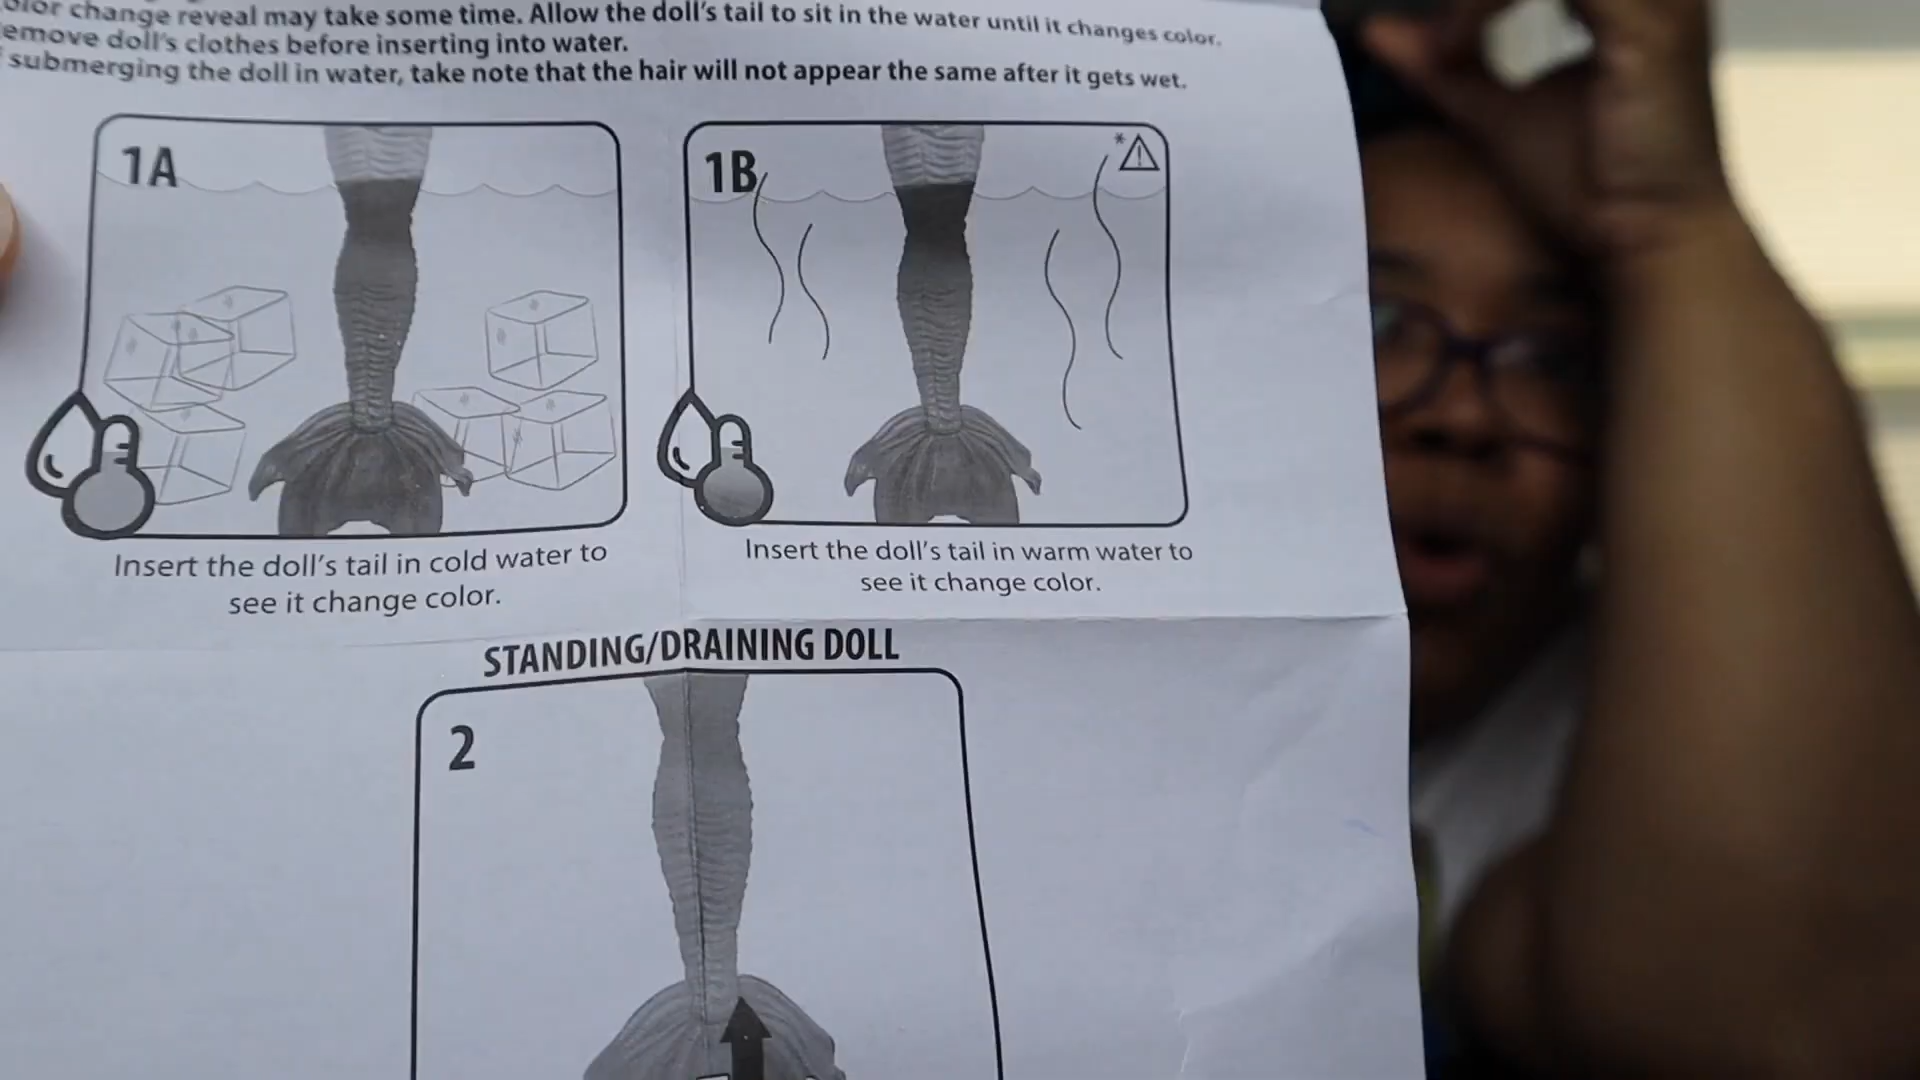 olor change reveal may take some time. Allow the doll's tail to sit in the water until it changes color.
emove doll's clothes before inserting into water.
submerging the doll in water, take note that the hair will not appear the same after it gets wet.
1A
1B
*
Insert the doll's tail in cold water to
see it change color.
Insert the doll's tail in warm water to
see it change color.
STANDING/DRAINING DOLL
2